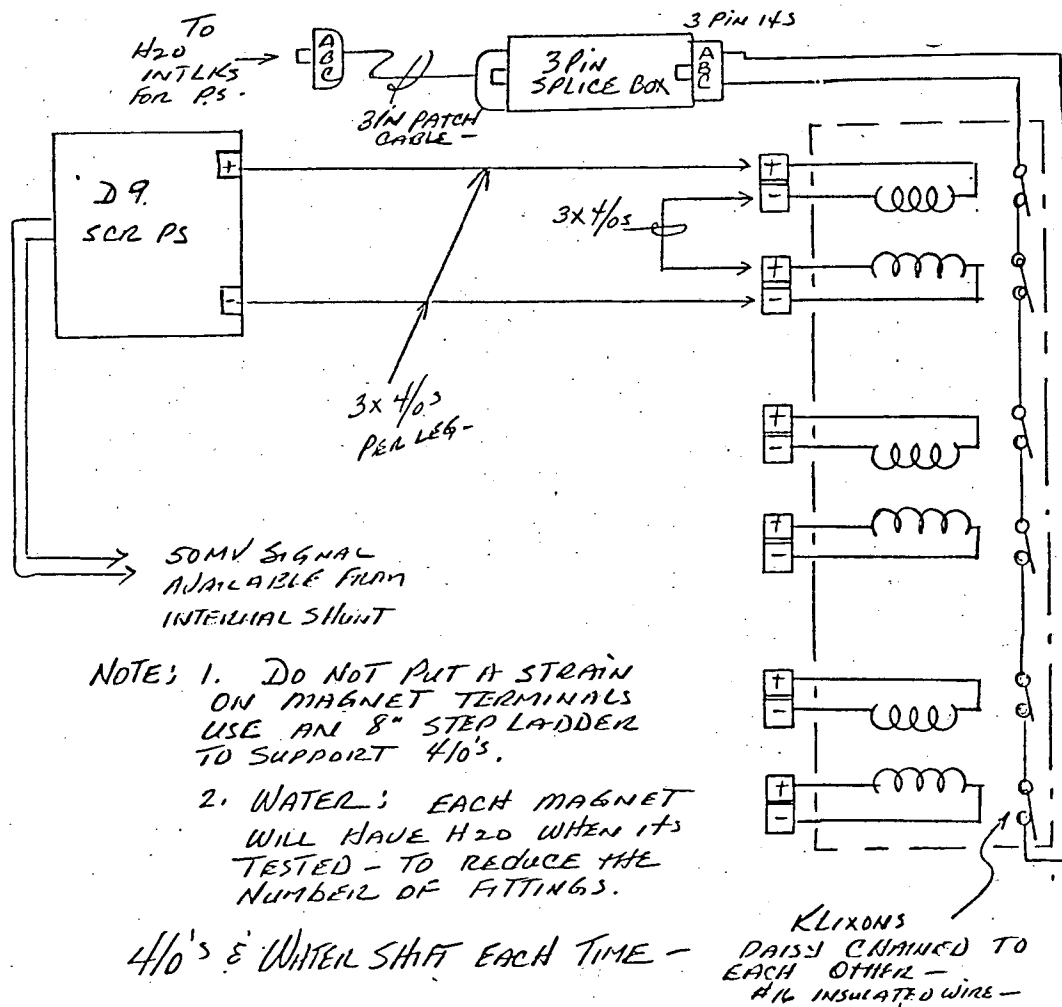 TO
H2O
INTLKS
FOR P.S.
A
B
C
3 PIN
SPLICE BOX
3 PIN 14S
A
B
C
3PIN PATCH
CABLE -
D9
SCR PS
+
-
3x4/0s
3x 4/0s
PER LEG -
+
-
+
-
+
-
+
-
+
-
+
-
50MV SIGNAL
AVAILABLE FROM
INTERNAL SHUNT
NOTE: 1. DO NOT PUT A STRAIN
ON MAGNET TERMINALS
USE AN 8" STEP LADDER
TO SUPPORT 4/0's.
2. WATER: EACH MAGNET
WILL HAVE H2O WHEN ITS
TESTED - TO REDUCE THE
NUMBER OF FITTINGS.
4/0's & WATER SHIFT EACH TIME -
KLIXONS
DAISY CHAINED TO
EACH OTHER -
#16 INSULATED WIRE -